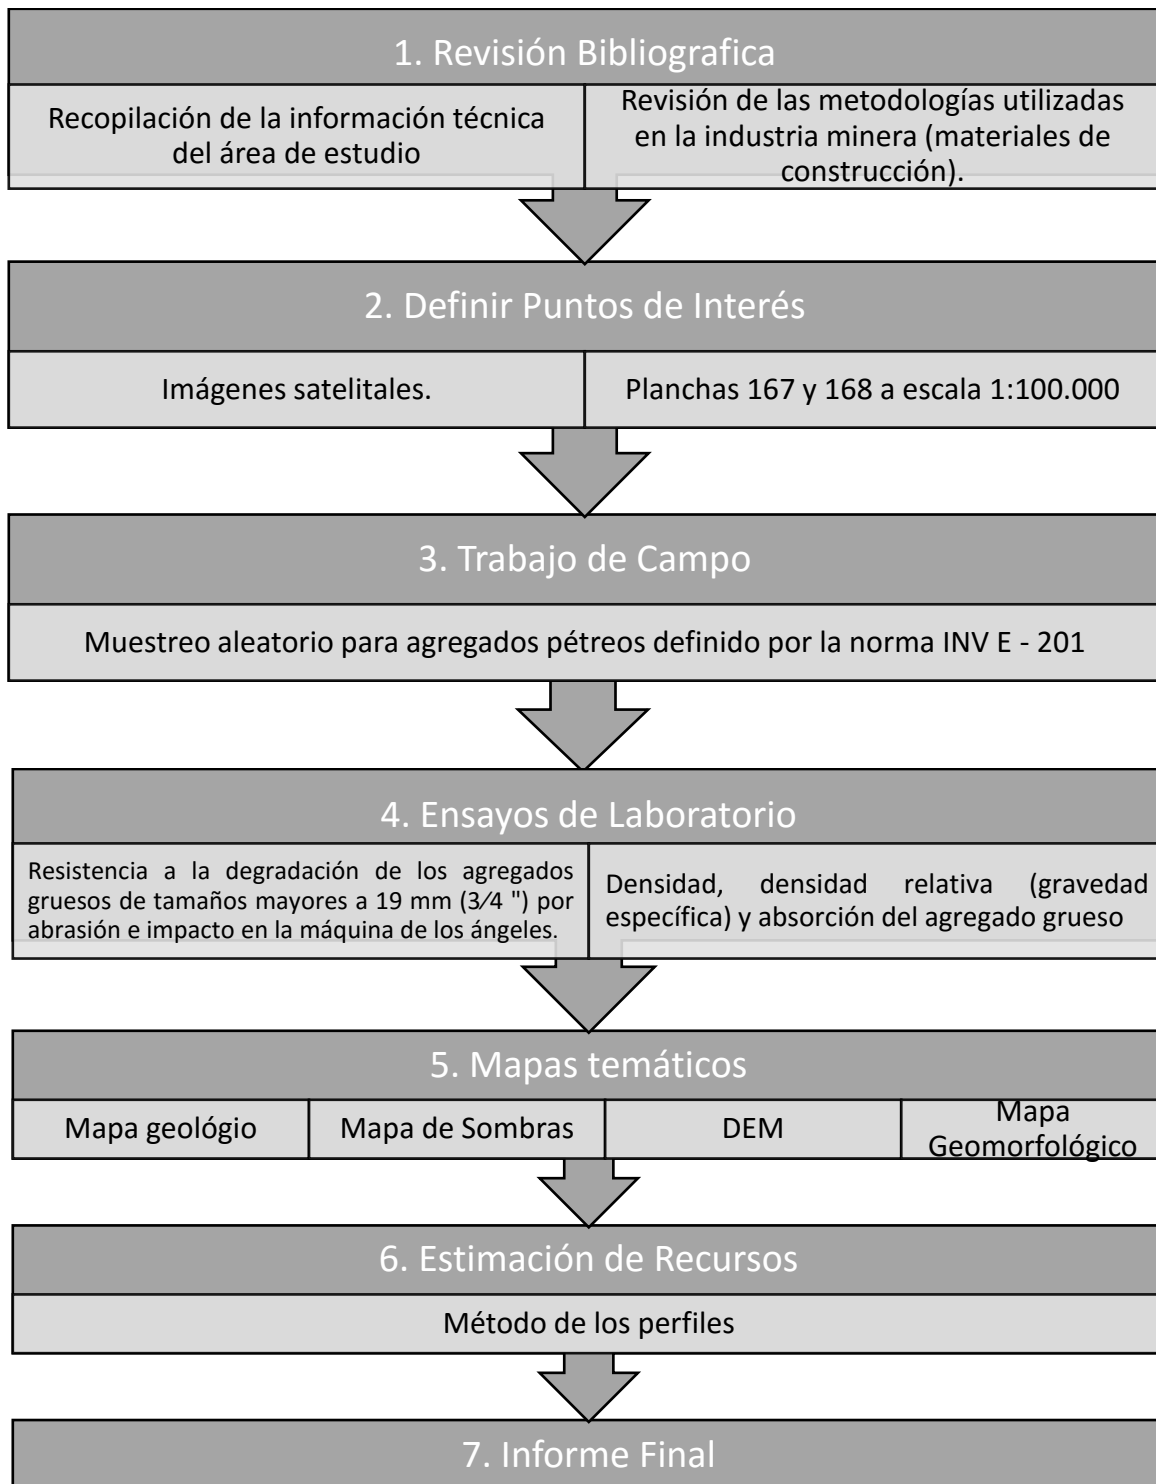 1. Revisión Bibliografica
Recopilación de la información técnica
del área de estudio
Revisión de las metodologías utilizadas
en la industria minera (materiales de
construcción).
2. Definir Puntos de Interés
Imágenes satelitales.
Planchas 167 y 168 a escala 1:100.000
3. Trabajo de Campo
Muestreo aleatorio para agregados pétreos definido por la norma INV E - 201
4. Ensayos de Laboratorio
Resistencia a la degradación de los agregados
gruesos de tamaños mayores a 19 mm (3⁄4 ") por
abrasión e impacto en la máquina de los ángeles.
Densidad, densidad relativa (gravedad
específica) y absorción del agregado grueso
5. Mapas temáticos
Mapa geológio
Mapa de Sombras
DEM
Mapa
Geomorfológico
6. Estimación de Recursos
Método de los perfiles
7. Informe Final